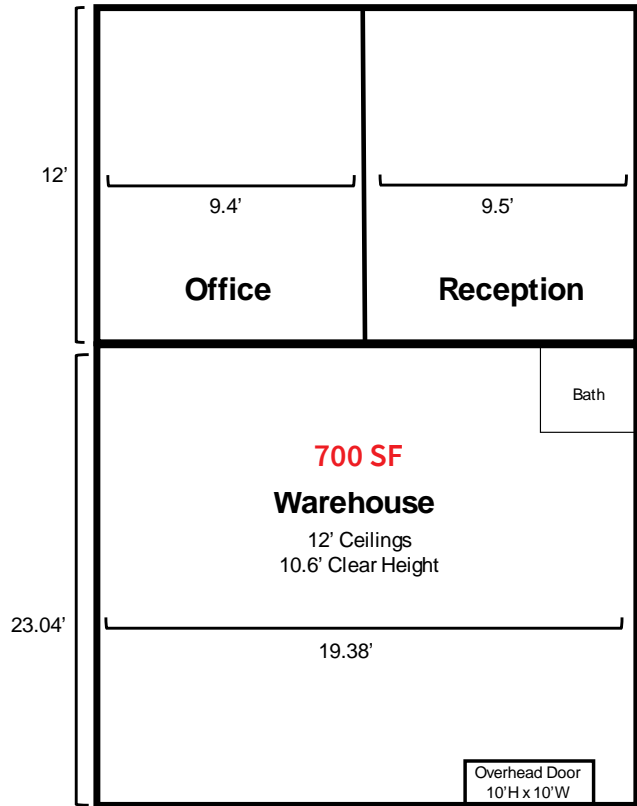 12’
9.4’
9.5’
Office
Reception
Bath
700 SF
Warehouse
12’ Ceilings
10.6’ Clear Height
23.04’
19.38’
Overhead Door
10’H x 10’W